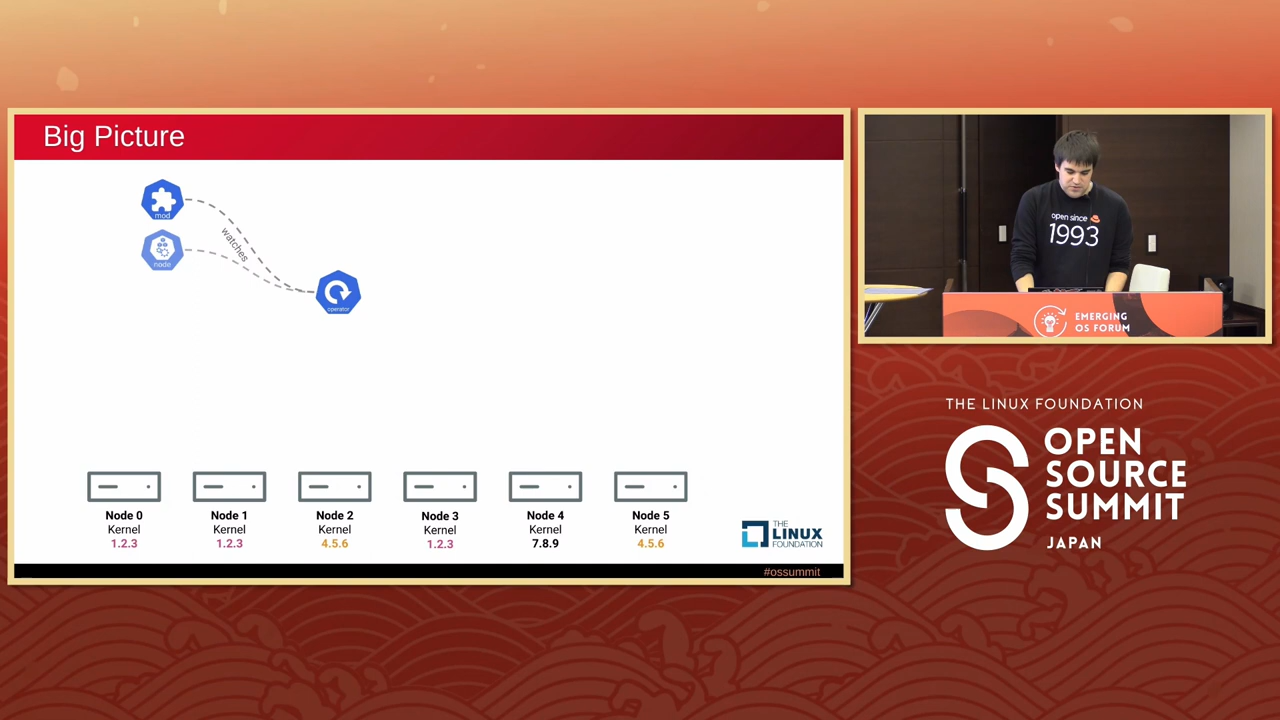 Big Picture
mod
node
watches
operator
Node 0
Kernel
1.2.3
Node 1
Kernel
1.2.3
Node 2
Kernel
4.5.6
Node 3
Kernel
1.2.3
Node 4
Kernel
7.8.9
Node 5
Kernel
4.5.6
THE
LINUX
FOUNDATION
#ossummit
open since
1993
EMERGING
OS FORUM
THE LINUX FOUNDATION
OPEN
SOURCE
SUMMIT
JAPAN